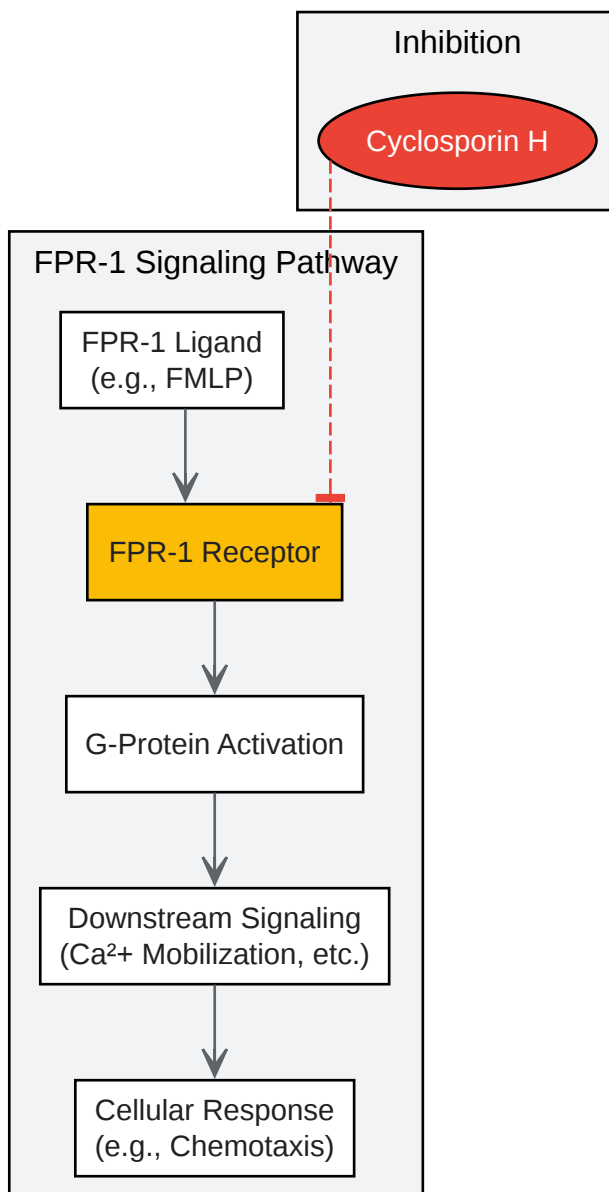 Inhibition
Cyclosporin H
FPR-1 Signaling Pathway
FPR-1 Ligand
(e.g., FMLP)
FPR-1 Receptor
G-Protein Activation
Downstream Signaling
(Ca²+ Mobilization, etc.)
Cellular Response
(e.g., Chemotaxis)